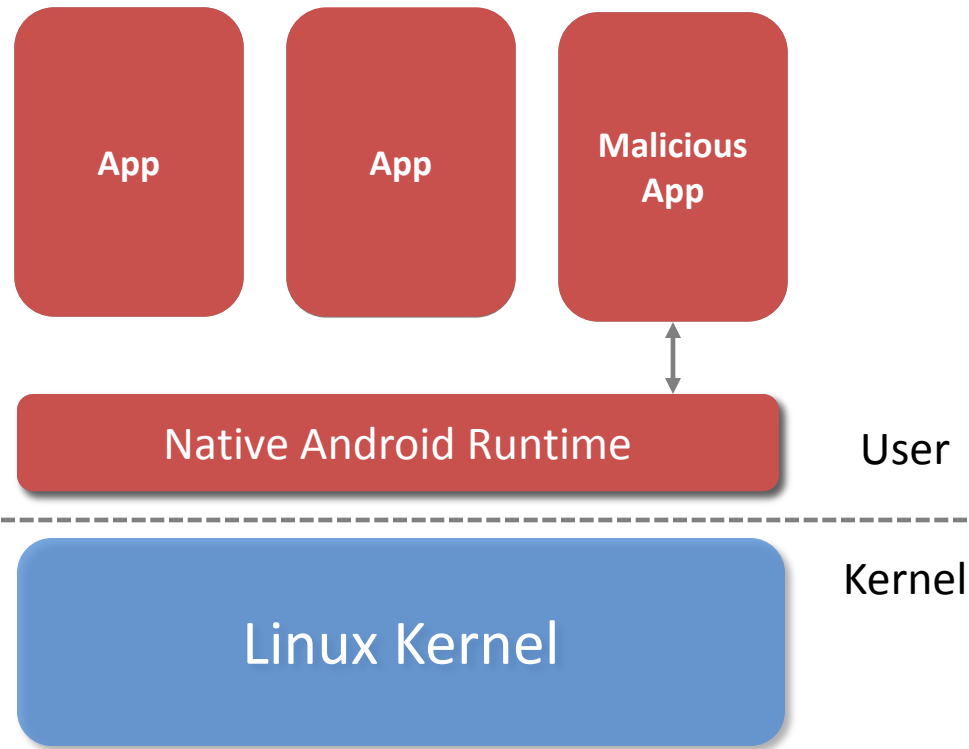 App
App
Malicious
App
Native Android Runtime
User
Kernel
Linux Kernel